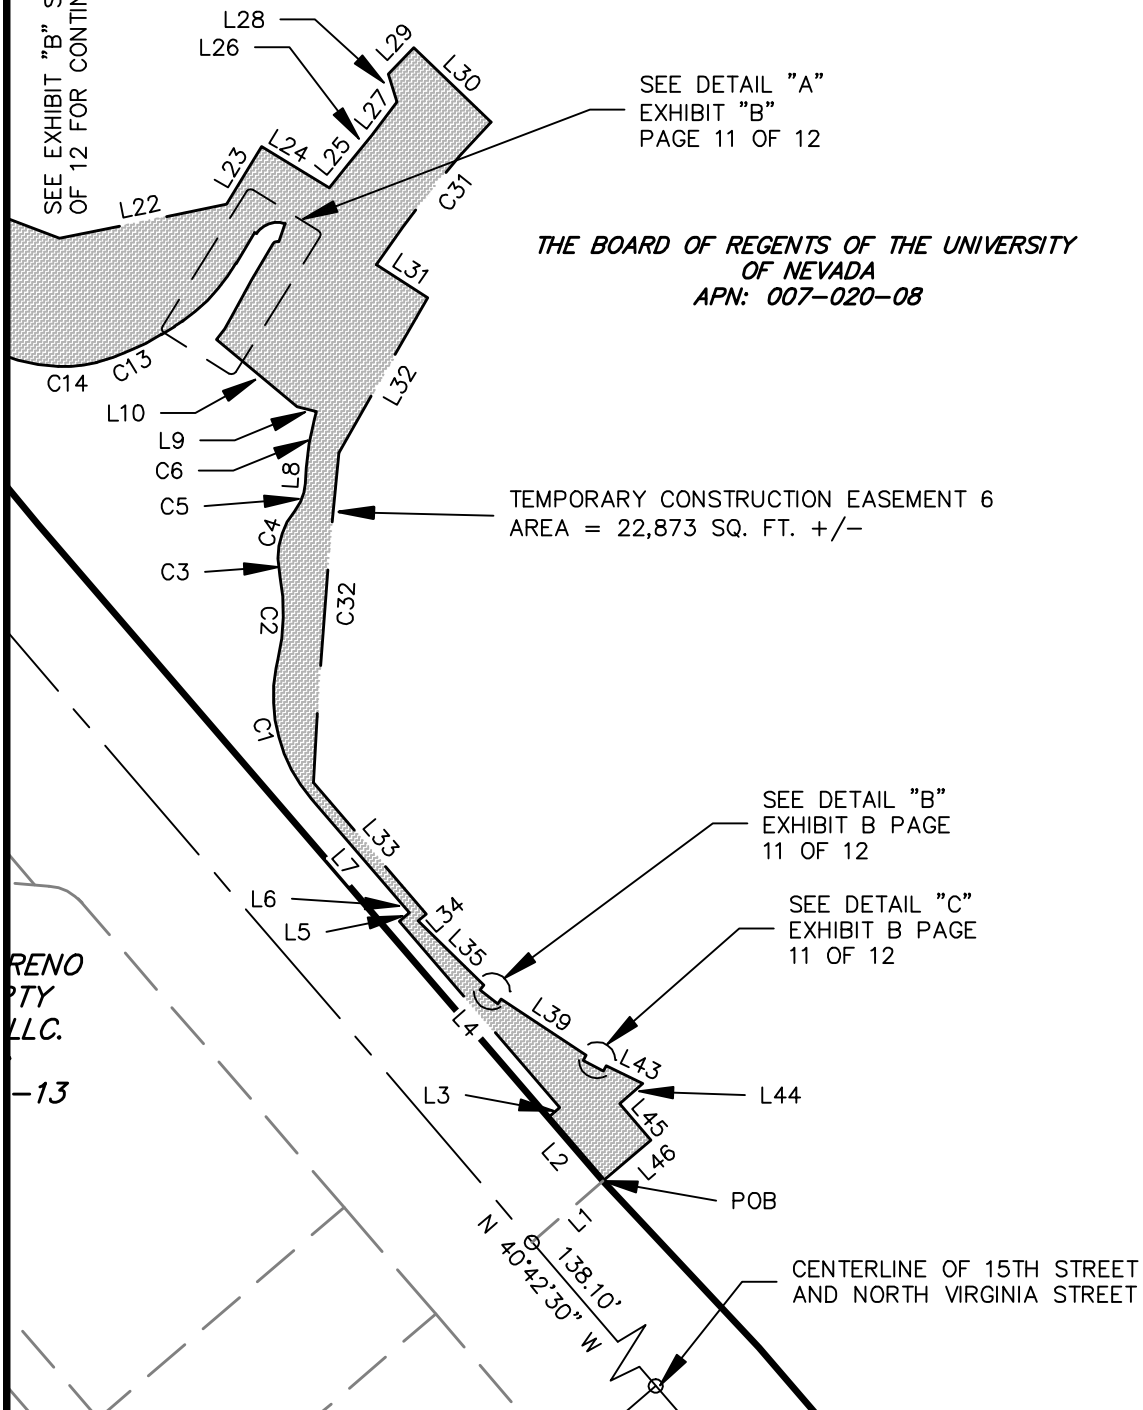 SEE EXHIBIT "B" S
OF 12 FOR CONTIN
L28
L26
L29
L30
L27
L25
L24
L23
L22
SEE DETAIL "A"
EXHIBIT "B"
PAGE 11 OF 12
C31
THE BOARD OF REGENTS OF THE UNIVERSITY
OF NEVADA
APN: 007-020-08
L31
L32
C13
C14
L10
L9
C6
L8
C5
C4
C3
C2
C32
C1
TEMPORARY CONSTRUCTION EASEMENT 6
AREA = 22,873 SQ. FT. +/-
SEE DETAIL "B"
EXHIBIT B PAGE
11 OF 12
L33
L7
L6
L5
L34
L35
SEE DETAIL "C"
EXHIBIT B PAGE
11 OF 12
RENO
RTY
LLC.
-13
L4
L39
L43
L44
L3
L45
L2
L46
POB
L1
N 40°42'30" W
138.10'
CENTERLINE OF 15TH STREET
AND NORTH VIRGINIA STREET